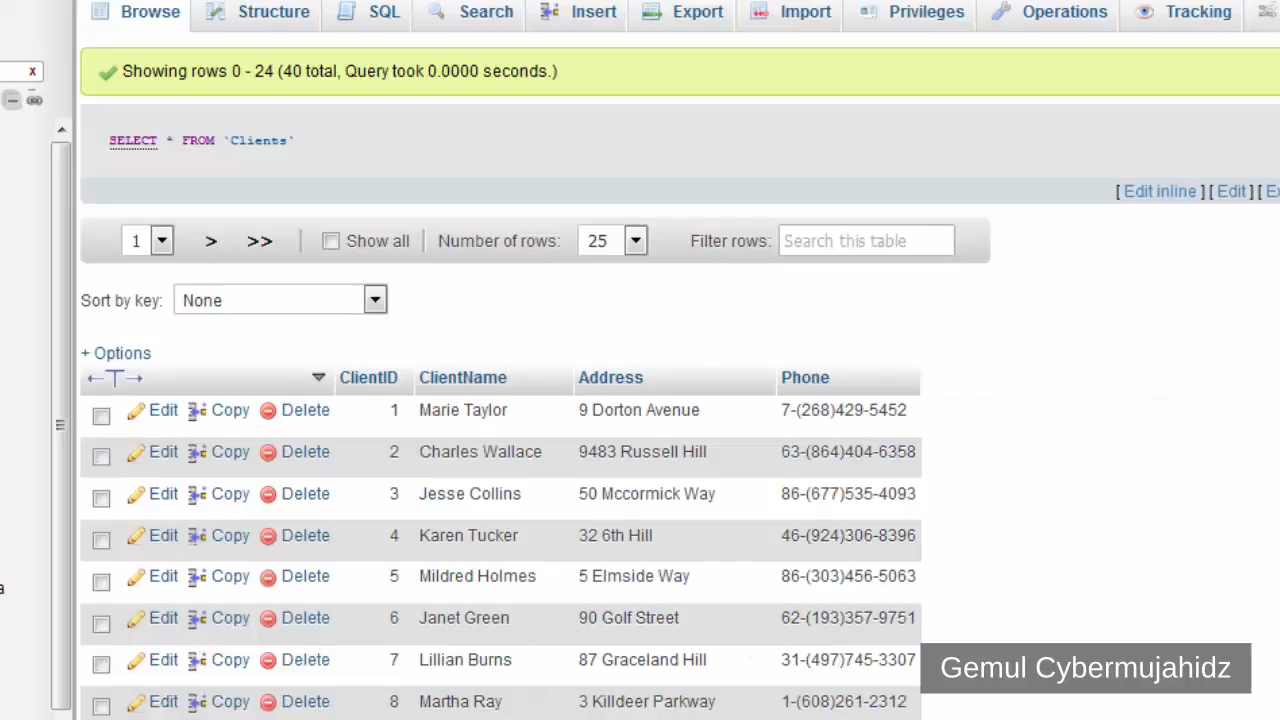 Browse Structure SQL Search Insert Export Import Privileges Operations Tracking
x
Showing rows 0 - 24 (40 total, Query took 0.0000 seconds.)
SELECT * FROM `Clients`
[ Edit inline ] [ Edit ] [ Ex
1 > >> Show all Number of rows: 25 Filter rows: Search this table
Sort by key: None
+ Options
←T→ ClientID ClientName Address Phone
Edit Copy Delete 1 Marie Taylor 9 Dorton Avenue 7-(268)429-5452
Edit Copy Delete 2 Charles Wallace 9483 Russell Hill 63-(864)404-6358
Edit Copy Delete 3 Jesse Collins 50 Mccormick Way 86-(677)535-4093
Edit Copy Delete 4 Karen Tucker 32 6th Hill 46-(924)306-8396
Edit Copy Delete 5 Mildred Holmes 5 Elmside Way 86-(303)456-5063
Edit Copy Delete 6 Janet Green 90 Golf Street 62-(193)357-9751
Edit Copy Delete 7 Lillian Burns 87 Graceland Hill 31-(497)745-3307
Edit Copy Delete 8 Martha Ray 3 Killdeer Parkway 1-(608)261-2312
Gemul Cybermujahidz